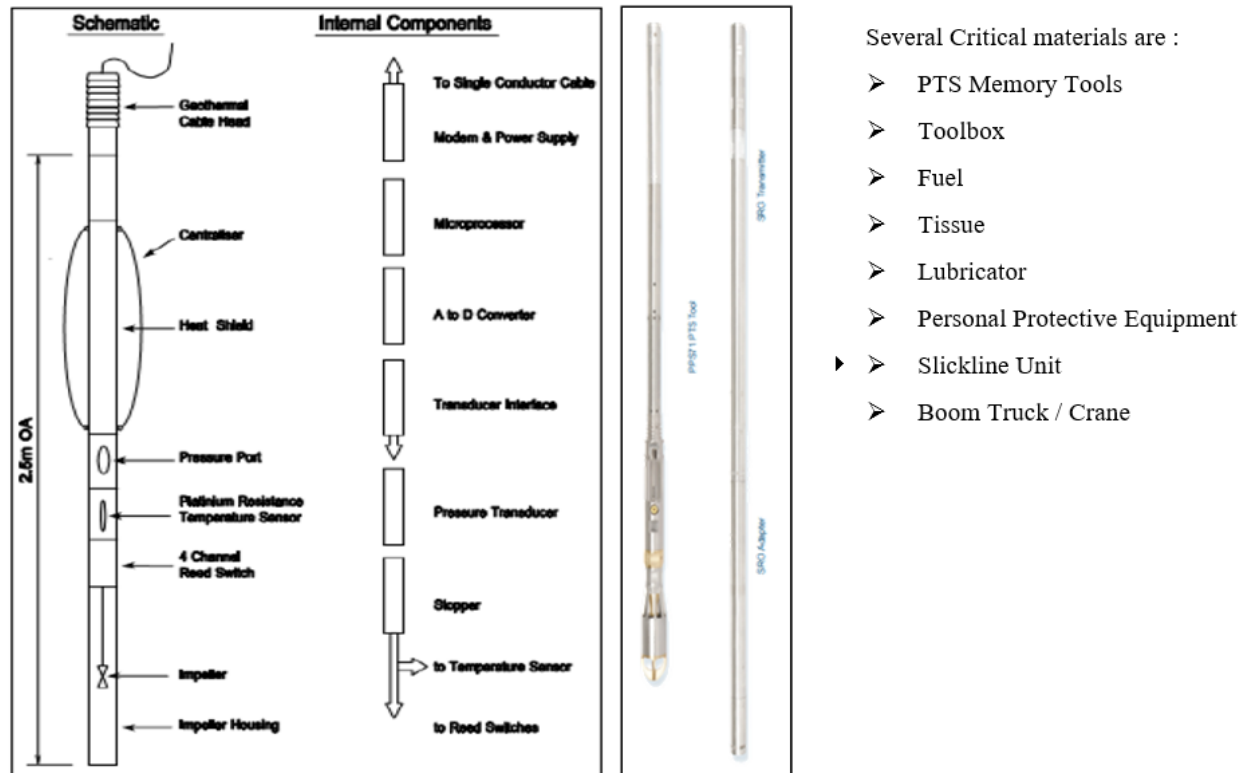 Schematic
Geothermal
Cable Head
Centraliser
Heat Shield
2.5m OA
Pressure Port
Platinium Resistance
Temperature Sensor
4 Channel
Reed Switch
Impeller
Impeller Housing
Internal Components
To Single Conductor Cable
Modem & Power Supply
Microprocessor
A to D Converter
Transducer Interface
Pressure Transducer
Stopper
to Temperature Sensor
to Reed Switches
PPS71 PTS Tool
SRO Transmitter
SRO Adapter
Several Critical materials are :
PTS Memory Tools
Toolbox
Fuel
Tissue
Lubricator
Personal Protective Equipment
Slickline Unit
Boom Truck / Crane